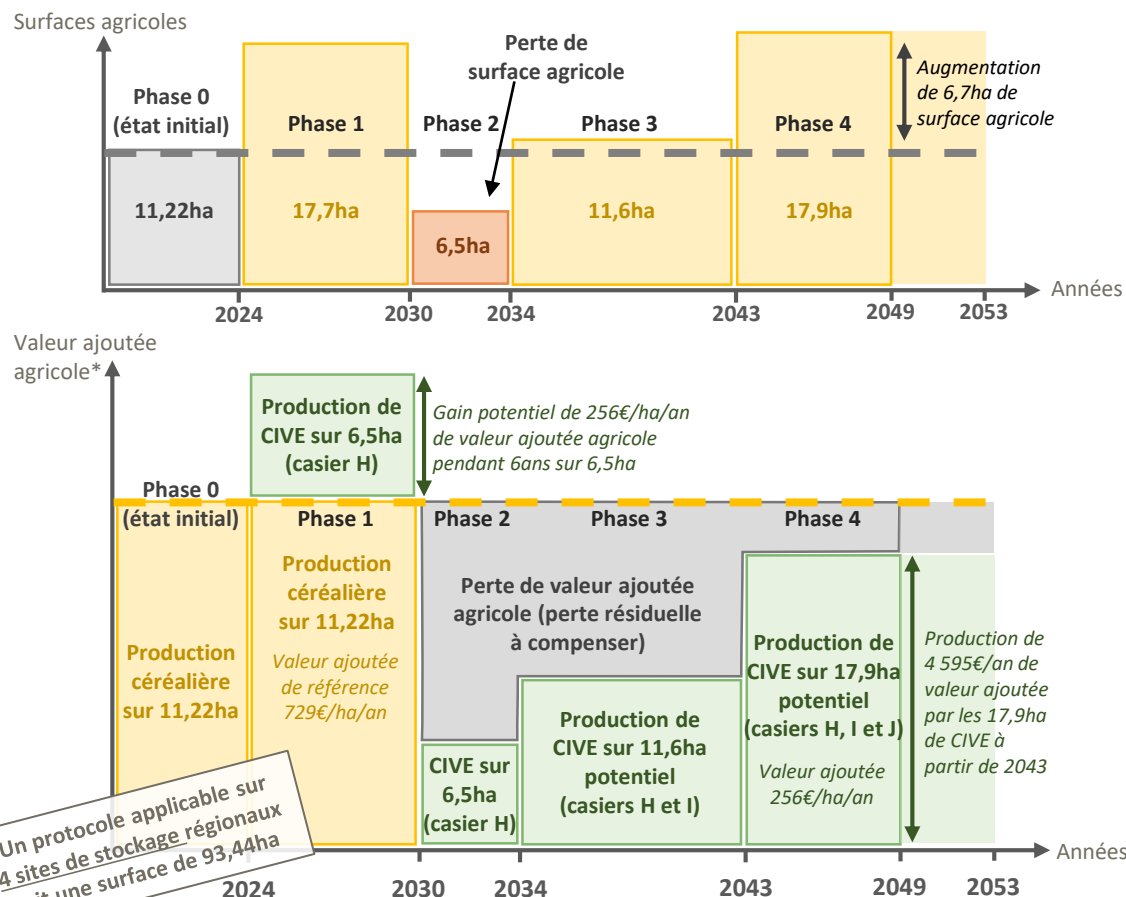 Surfaces agricoles
Perte de
surface agricole
Phase 0
(état initial)
Phase 1
Phase 2
Phase 3
Phase 4
Augmentation
de 6,7ha de
surface agricole
11,22ha
17,7ha
6,5ha
11,6ha
17,9ha
Années
2024
2030
2034
2043
2049
2053
Valeur ajoutée
agricole*
Production de
CIVE sur 6,5ha
(casier H)
Gain potentiel de 256€/ha/an
de valeur ajoutée agricole
pendant 6ans sur 6,5ha
Phase 0
(état initial)
Phase 1
Phase 2
Phase 3
Phase 4
Production
céréalière
sur 11,22ha
Production
céréalière
sur 11,22ha
Valeur ajoutée
de référence
729€/ha/an
Perte de valeur ajoutée
agricole (perte résiduelle
à compenser)
CIVE sur
6,5ha
(casier H)
Production de
CIVE sur 11,6ha
potentiel
(casiers H et I)
Production de
CIVE sur 17,9ha
potentiel
(casiers H, I et J)
Valeur ajoutée
256€/ha/an
Production de
4 595€/an de
valeur ajoutée
par les 17,9ha
de CIVE à
partir de 2043
Un protocole applicable sur
4 sites de stockage régionaux
une surface de 93,44ha
Années
2024
2030
2034
2043
2049
2053